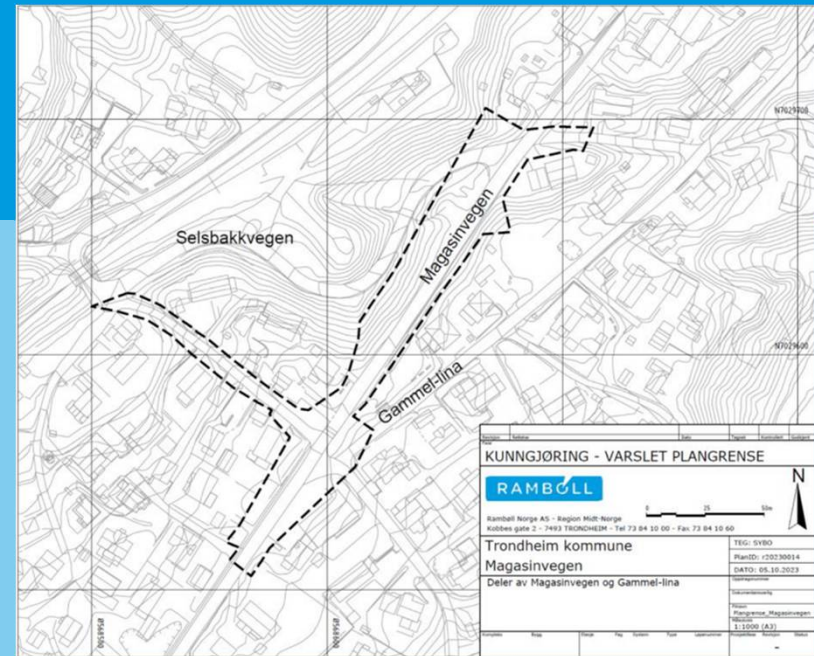 N7029700
Selsbakkvegen
Magasinvegen
N7029600
Gammel-lina
KUNNGJØRING - VARSLET PLANGRENSE
RAMBOLL
0 25 50m
N
Rambøll Norge AS - Region Midt-Norge
Kobbes gate 2 - 7493 TRONDHEIM - Tel 73 84 10 00 - Fax 73 84 10 60
Trondheim kommune
Magasinvegen
TEG: SYBO
PlanID: r20230014
DATO: 05.10.2023
Deler av Magasinvegen og Gammel-lina
Plangrense_Magasinvegen
1:1000 (A3)
-